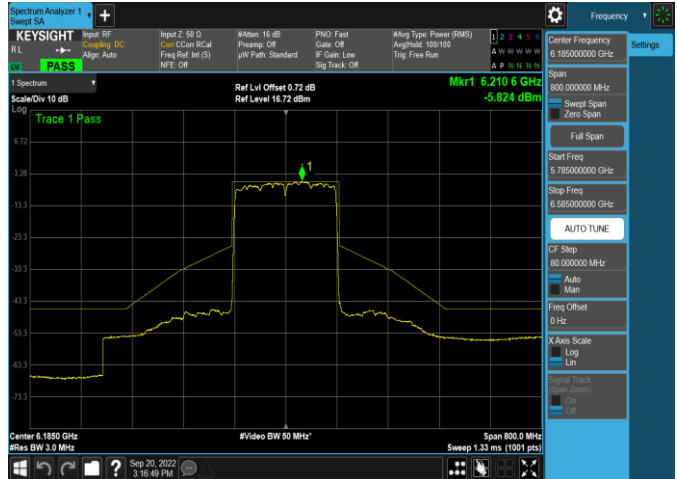 Spectrum Analyzer 1
Swept SA
Frequency
KEYSIGHT
Input: RF
Input Z: 50 Ω
#Atten: 16 dB
PNO: Fast
#Avg Type: Power (RMS)
1 2 3 4 5 6
R L
Coupling: DC
Corr CCorr RCal
Preamp: Off
Gate: Off
Avg|Hold: 100/100
A W W W W W
Align: Auto
Freq Ref: Int (S)
µW Path: Standard
IF Gain: Low
Trig: Free Run
PASS
NFE: Off
Sig Track: Off
A P N N N N
1 Spectrum
Ref Lvl Offset 0.72 dB
Mkr1 6.210 6 GHz
Scale/Div 10 dB
Ref Level 16.72 dBm
-5.824 dBm
Log
Trace 1 Pass
1
6.72
-3.28
-13.3
-23.3
-33.3
-43.3
-53.3
-63.3
-73.3
Center 6.1850 GHz
#Video BW 50 MHz*
Span 800.0 MHz
#Res BW 3.0 MHz
Sweep 1.33 ms (1001 pts)
Sep 20, 2022
3:16:49 PM
?
Settings
Center Frequency
6.185000000 GHz
Span
800.000000 MHz
Swept Span
Zero Span
Full Span
Start Freq
5.785000000 GHz
Stop Freq
6.585000000 GHz
AUTO TUNE
CF Step
80.000000 MHz
Auto
Man
Freq Offset
0 Hz
X Axis Scale
Log
Lin
Signal Track
(Span Zoom)
On
Off